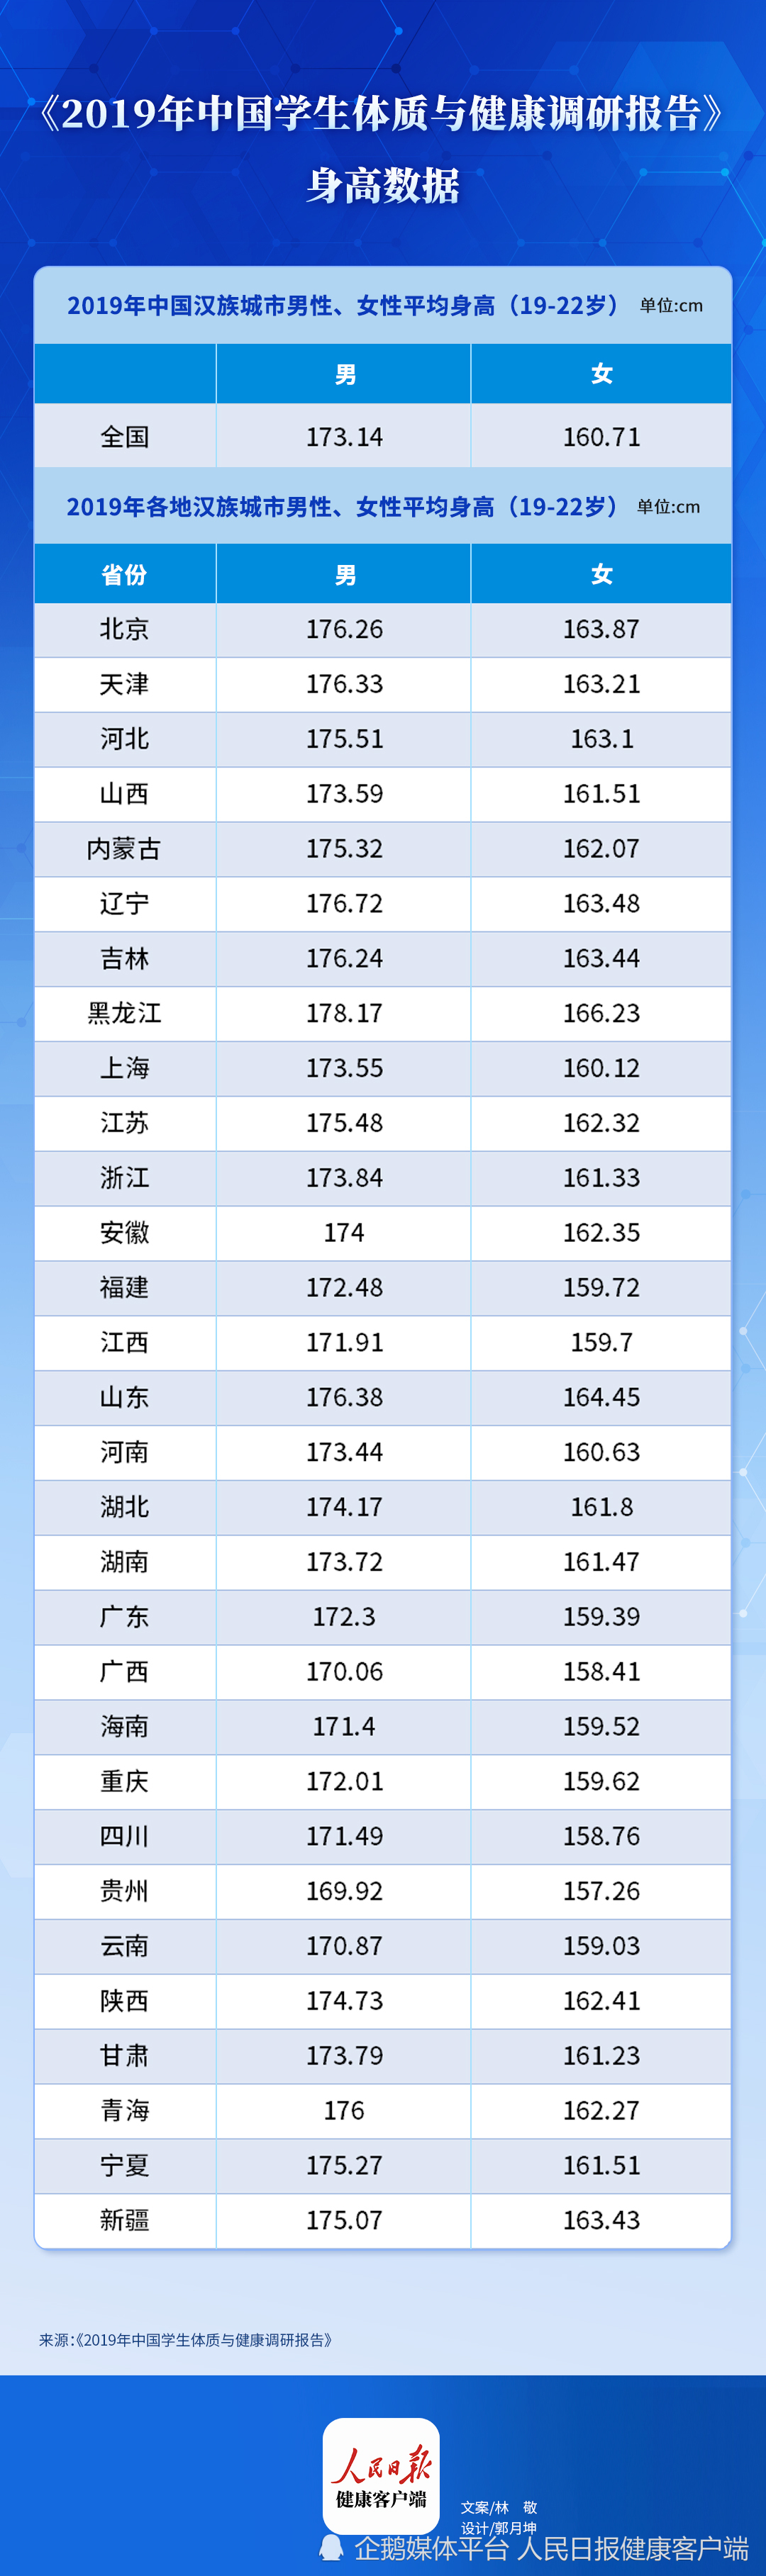 《2019年中国学生体质与健康调研报告》
身高数据
2019年中国汉族城市男性、女性平均身高（19-22岁） 单位:cm
男 女
全国 173.14 160.71
2019年各地汉族城市男性、女性平均身高（19-22岁） 单位:cm
省份 男 女
北京 176.26 163.87
天津 176.33 163.21
河北 175.51 163.1
山西 173.59 161.51
内蒙古 175.32 162.07
辽宁 176.72 163.48
吉林 176.24 163.44
黑龙江 178.17 166.23
上海 173.55 160.12
江苏 175.48 162.32
浙江 173.84 161.33
安徽 174 162.35
福建 172.48 159.72
江西 171.91 159.7
山东 176.38 164.45
河南 173.44 160.63
湖北 174.17 161.8
湖南 173.72 161.47
广东 172.3 159.39
广西 170.06 158.41
海南 171.4 159.52
重庆 172.01 159.62
四川 171.49 158.76
贵州 169.92 157.26
云南 170.87 159.03
陕西 174.73 162.41
甘肃 173.79 161.23
青海 176 162.27
宁夏 175.27 161.51
新疆 175.07 163.43
来源:《2019年中国学生体质与健康调研报告》
人民日报
健康客户端
文案/林　敬
设计/郭月坤
企鹅媒体平台 人民日报健康客户端